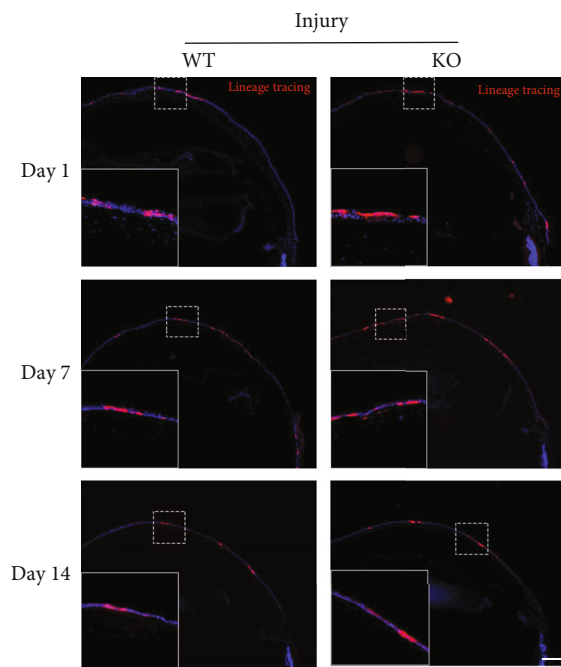 Injury
WT KO
Lineage tracing Lineage tracing
Day 1
Day 7
Day 14